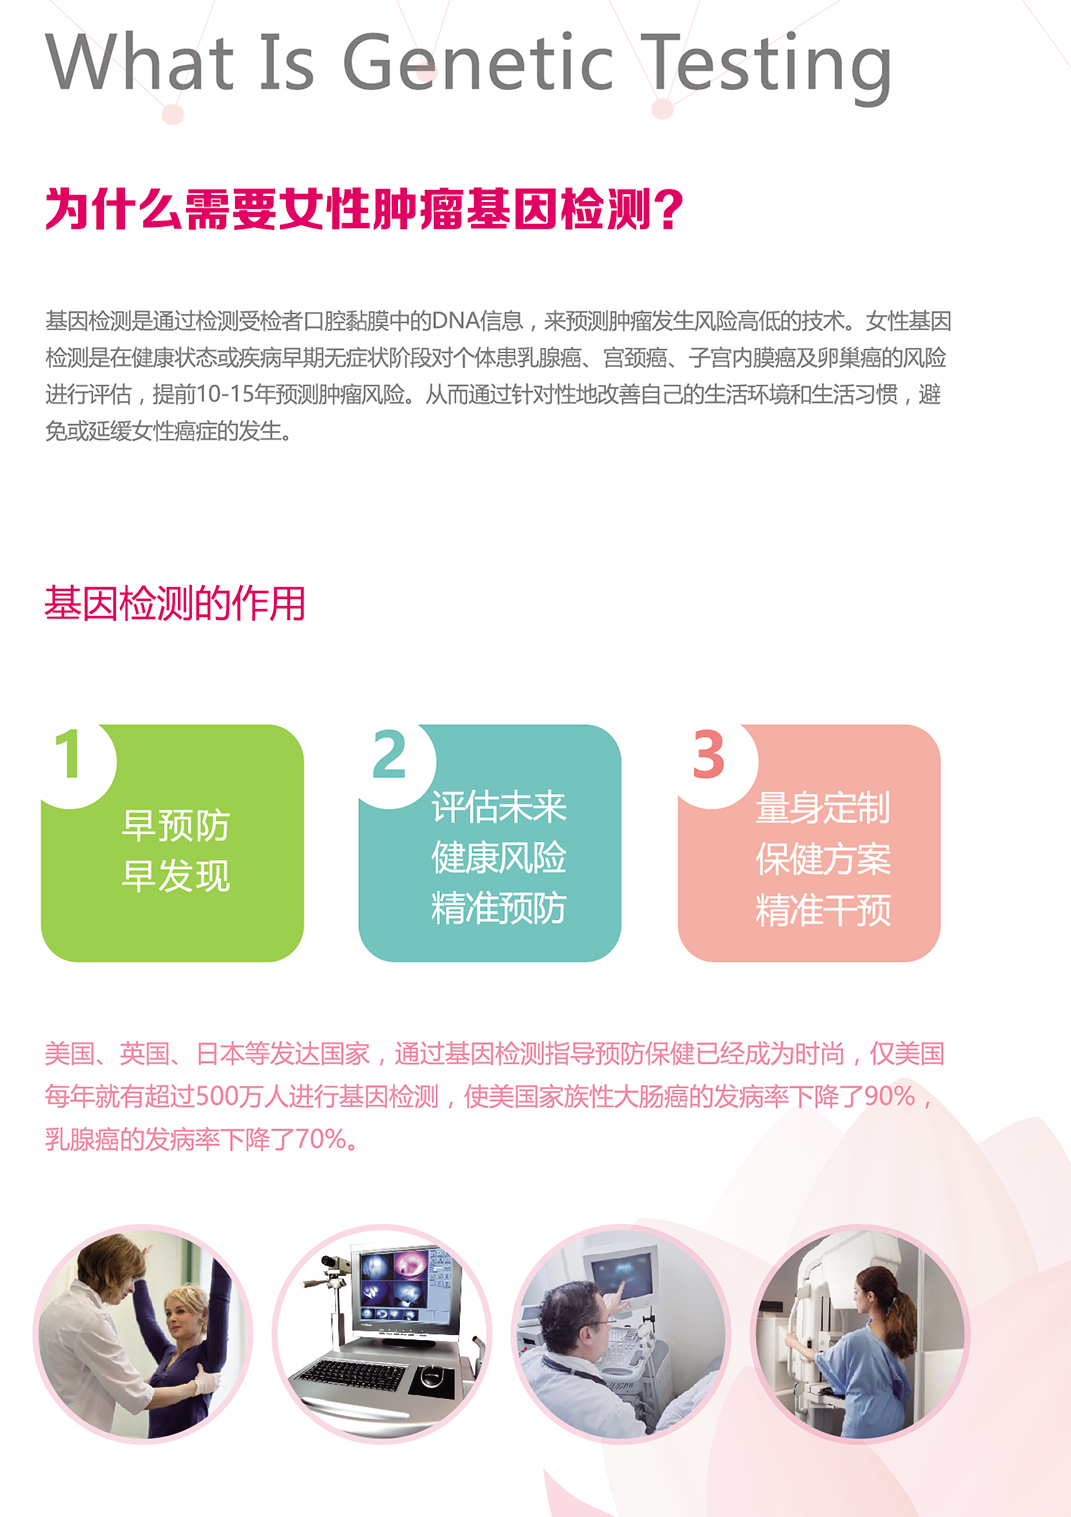 What Is Genetic Testing
为什么需要女性肿瘤基因检测?
基因检测是通过检测受检者口腔黏膜中的DNA信息，来预测肿瘤发生风险高低的技术。女性基因
检测是在健康状态或疾病早期无症状阶段对个体患乳腺癌、宫颈癌、子宫内膜癌及卵巢癌的风险
进行评估，提前10-15年预测肿瘤风险。从而通过针对性地改善自己的生活环境和生活习惯，避
免或延缓女性癌症的发生。
基因检测的作用
1
早预防
早发现
2
评估未来
健康风险
精准预防
3
量身定制
保健方案
精准干预
美国、英国、日本等发达国家，通过基因检测指导预防保健已经成为时尚，仅美国
每年就有超过500万人进行基因检测，使美国家族性大肠癌的发病率下降了90%，
乳腺癌的发病率下降了70%。